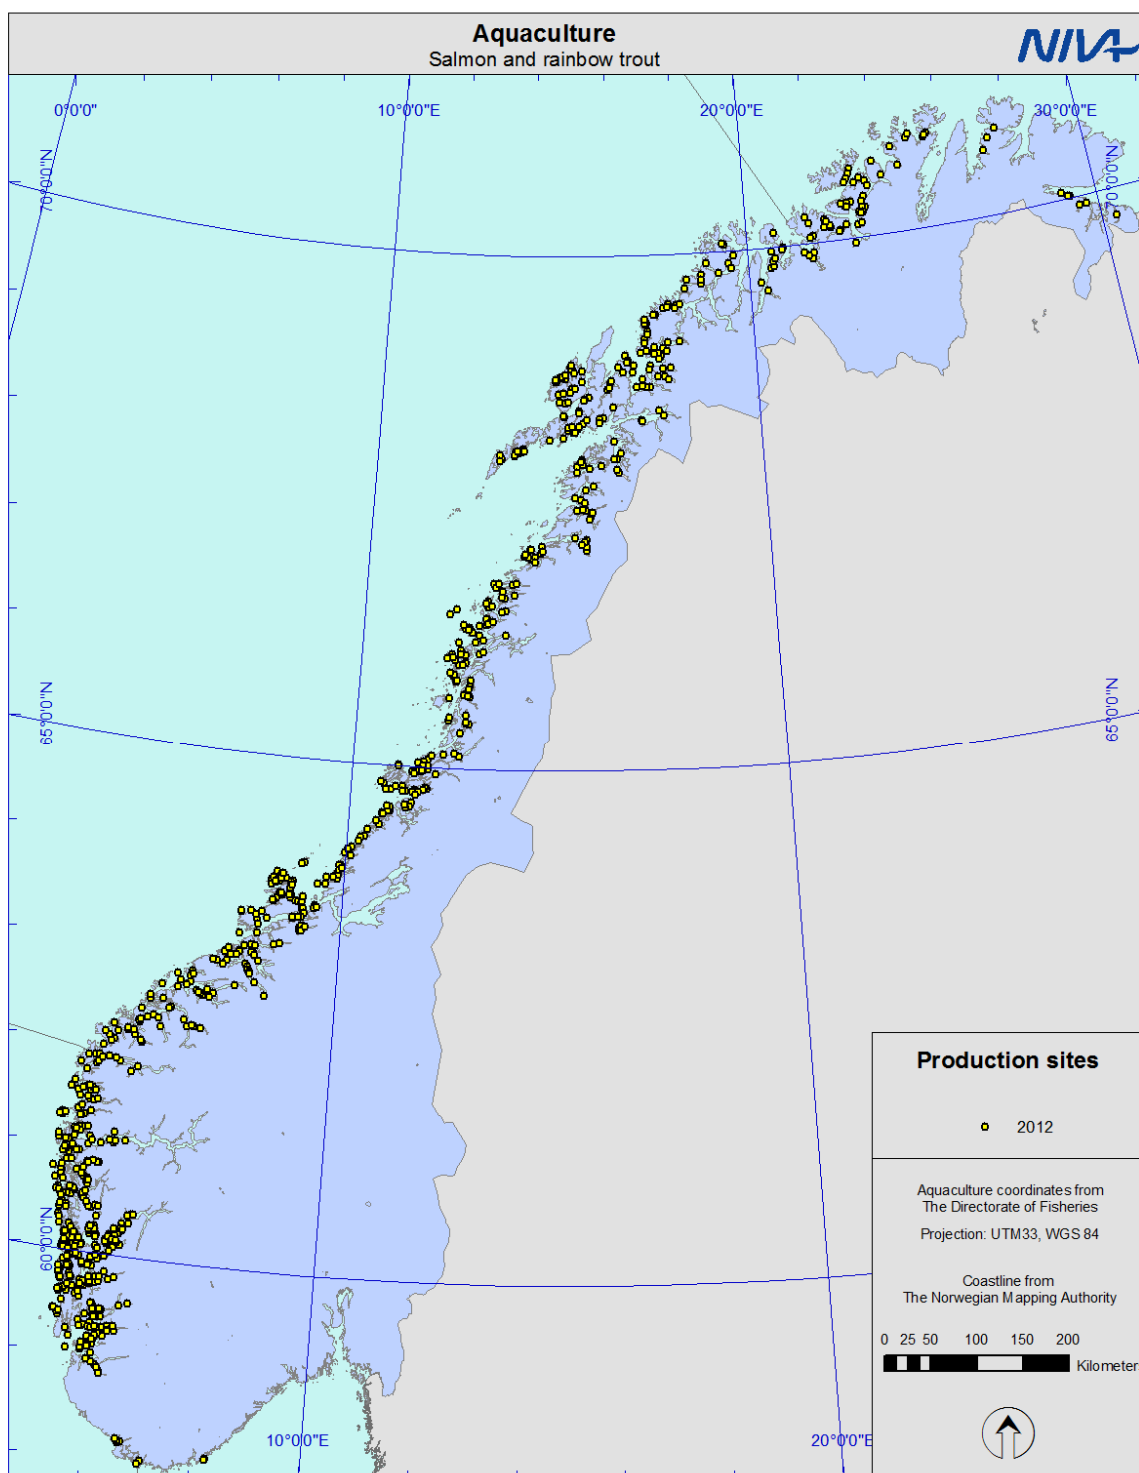 Aquaculture
Salmon and rainbow trout
NIVA
0°0'0"
10°0'0"E
20°0'0"E
30°0'0"E
70°0'0"N
70°0'0"N
65°0'0"N
65°0'0"N
60°0'0"N
10°0'0"E
20°0'0"E
Production sites
2012
Aquaculture coordinates from
The Directorate of Fisheries
Projection: UTM33, WGS 84
Coastline from
The Norwegian Mapping Authority
0 25 50 100 150 200
Kilometer